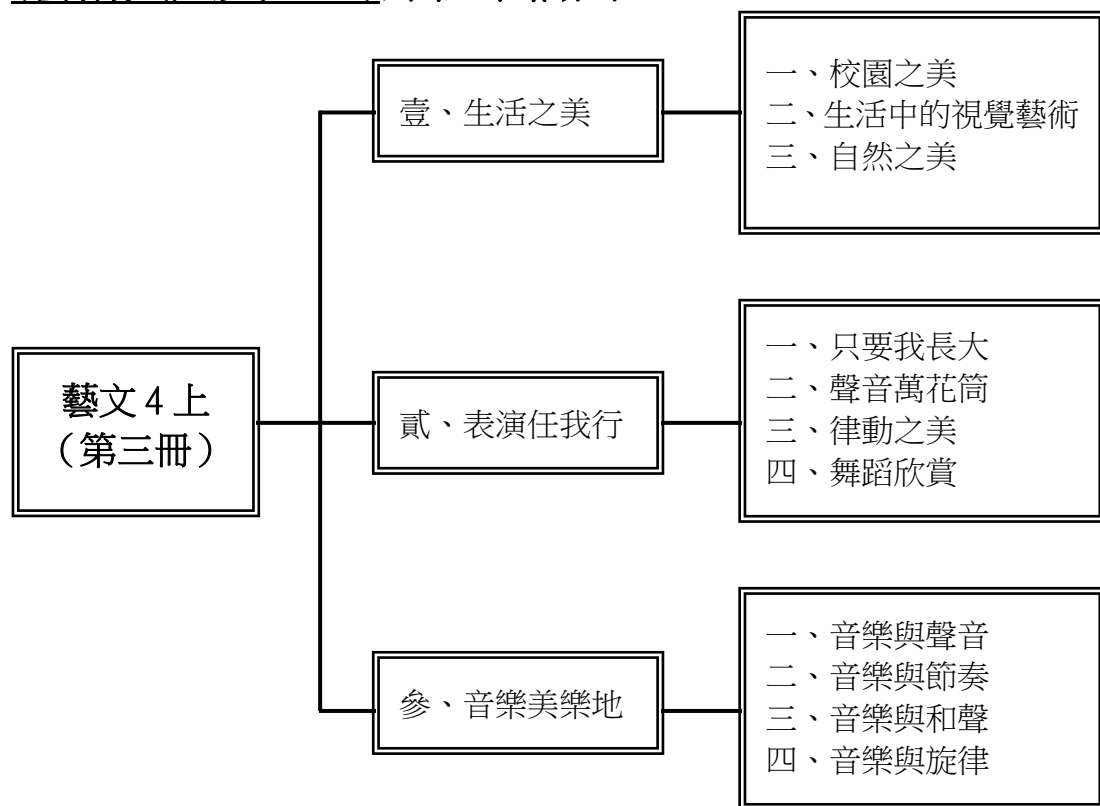 藝文4上
（第三冊）
壹、生活之美
一、校園之美
二、生活中的視覺藝術
三、自然之美
貳、表演任我行
一、只要我長大
二、聲音萬花筒
三、律動之美
四、舞蹈欣賞
參、音樂美樂地
一、音樂與聲音
二、音樂與節奏
三、音樂與和聲
四、音樂與旋律